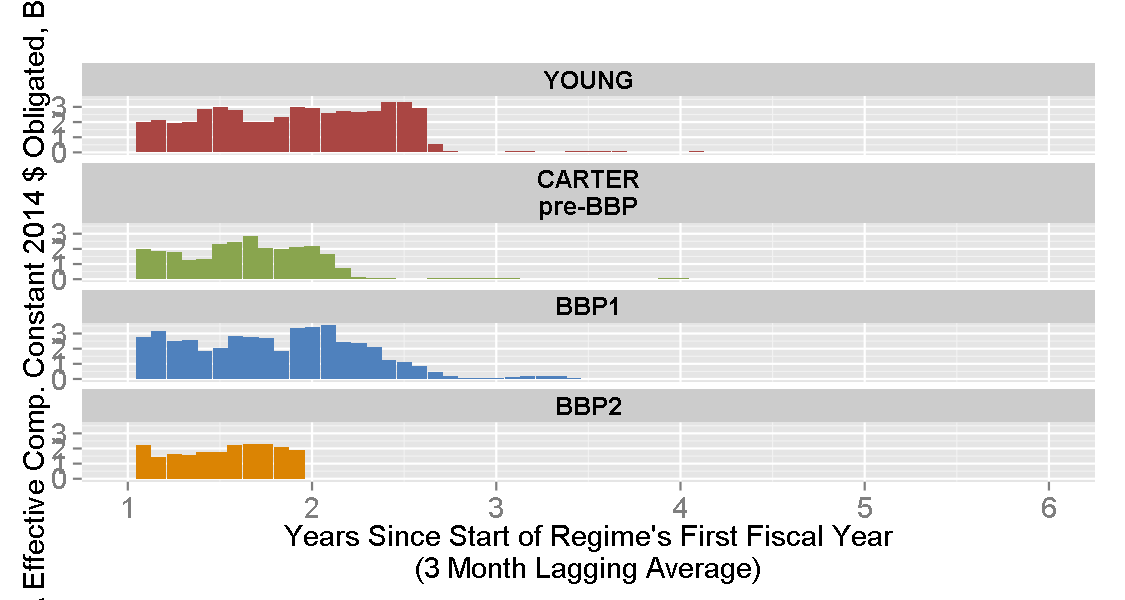 . Effective Comp. Constant 2014 $ Obligated, B
YOUNG
3
2
1
0
CARTER
pre-BBP
3
2
1
0
BBP1
3
2
1
0
BBP2
3
2
1
0
1 2 3 4 5 6
Years Since Start of Regime's First Fiscal Year
(3 Month Lagging Average)